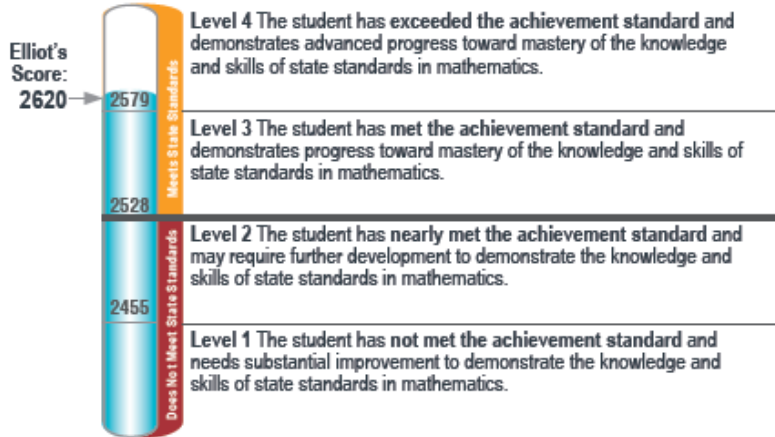 Level 4 The student has exceeded the achievement standard and
demonstrates advanced progress toward mastery of the knowledge
and skills of state standards in mathematics.
Elliot's
Score:
2620
2579
Meets State Standards
Level 3 The student has met the achievement standard and
demonstrates progress toward mastery of the knowledge and skills of
state standards in mathematics.
2528
Level 2 The student has nearly met the achievement standard and
may require further development to demonstrate the knowledge and
skills of state standards in mathematics.
2455
Does Not Meet State Standards
Level 1 The student has not met the achievement standard and
needs substantial improvement to demonstrate the knowledge and
skills of state standards in mathematics.